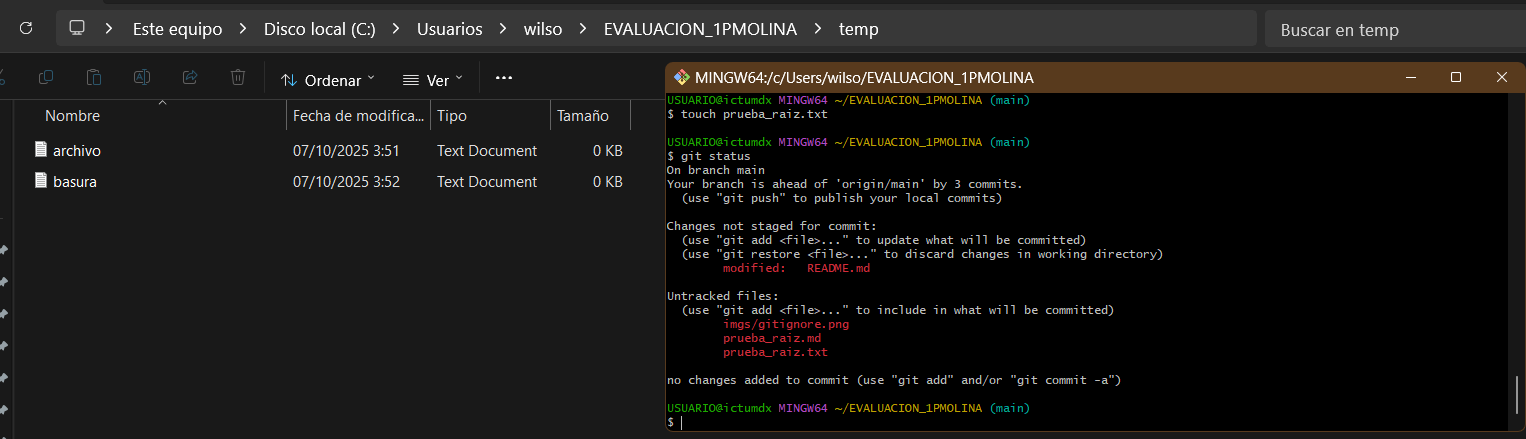 Este equipo > Disco local (C:) > Usuarios > wilso > EVALUACION_1PMOLINA > temp
Buscar en temp
Ordenar Ver ...
Nombre Fecha de modifica... Tipo Tamaño
archivo 07/10/2025 3:51 Text Document 0 KB
basura 07/10/2025 3:52 Text Document 0 KB
MINGW64:/c/Users/wilso/EVALUACION_1PMOLINA
USUARIO@ictumdx MINGW64 ~/EVALUACION_1PMOLINA (main)
$ touch prueba_raiz.txt
USUARIO@ictumdx MINGW64 ~/EVALUACION_1PMOLINA (main)
$ git status
On branch main
Your branch is ahead of 'origin/main' by 3 commits.
(use "git push" to publish your local commits)
Changes not staged for commit:
(use "git add <file>..." to update what will be committed)
(use "git restore <file>..." to discard changes in working directory)
modified: README.md
Untracked files:
(use "git add <file>..." to include in what will be committed)
imgs/gitignore.png
prueba_raiz.md
prueba_raiz.txt
no changes added to commit (use "git add" and/or "git commit -a")
USUARIO@ictumdx MINGW64 ~/EVALUACION_1PMOLINA (main)
$